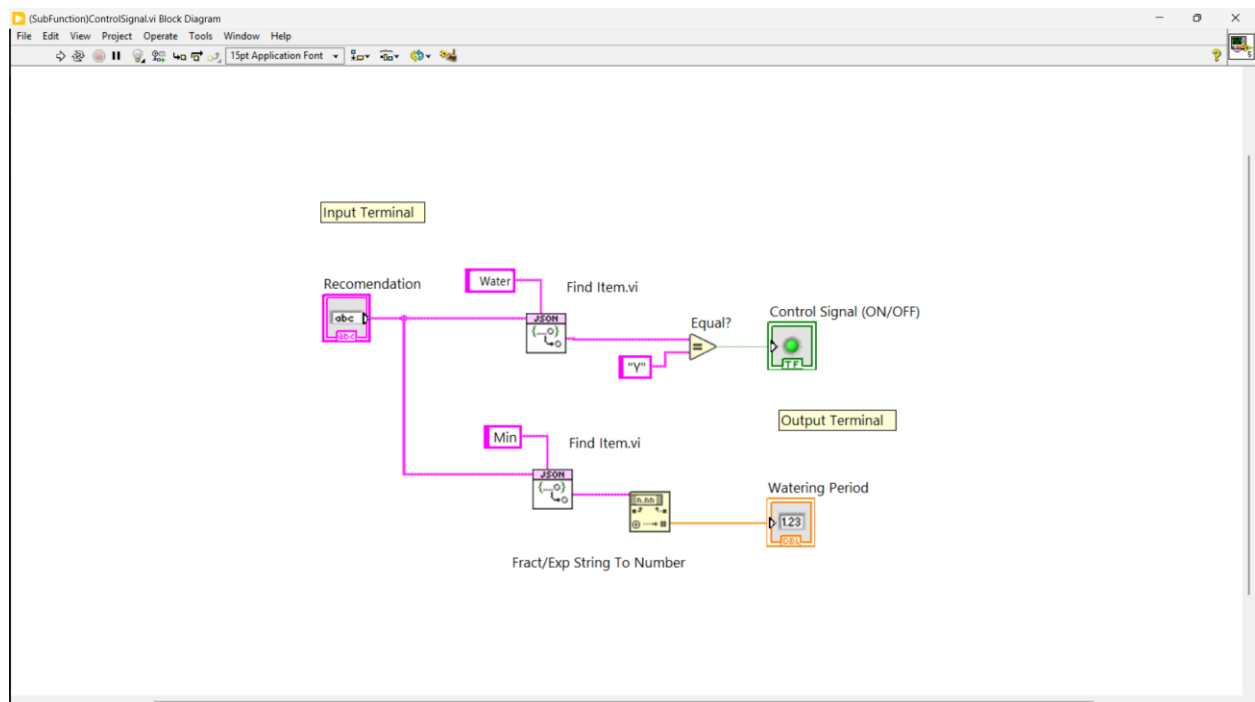 (SubFunction)ControlSignal.vi Block Diagram
File Edit View Project Operate Tools Window Help
15pt Application Font
S
Input Terminal
Recomendation
Water
Find Item.vi
abc
abc
JSON
{...o}
Equal?
=
Control Signal (ON/OFF)
TF
"Y"
Output Terminal
Min
Find Item.vi
JSON
{...o}
Watering Period
n.nn
1.23
DBL
Fract/Exp String To Number